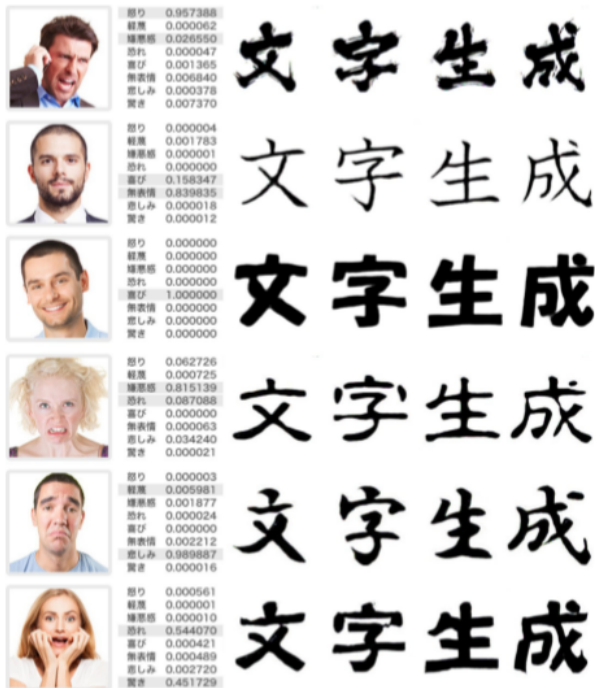 怒り 0.957388
軽蔑 0.000062
嫌悪感 0.026550
恐れ 0.000047
喜び 0.001365
無表情 0.006840
悲しみ 0.000378
驚き 0.007370
文字生成
怒り 0.000004
軽蔑 0.001783
嫌悪感 0.000001
恐れ 0.000000
喜び 0.158347
無表情 0.839835
悲しみ 0.000018
驚き 0.000012
文字生成
怒り 0.000000
軽蔑 0.000000
嫌悪感 0.000000
恐れ 0.000000
喜び 1.000000
無表情 0.000000
悲しみ 0.000000
驚き 0.000000
文字生成
怒り 0.062726
軽蔑 0.000725
嫌悪感 0.815139
恐れ 0.087088
喜び 0.000000
無表情 0.000063
悲しみ 0.034240
驚き 0.000021
文字生成
怒り 0.000003
軽蔑 0.005981
嫌悪感 0.001877
恐れ 0.000024
喜び 0.000000
無表情 0.002212
悲しみ 0.989887
驚き 0.000016
文字生成
怒り 0.000561
軽蔑 0.000001
嫌悪感 0.000010
恐れ 0.544070
喜び 0.000421
無表情 0.000489
悲しみ 0.002720
驚き 0.451729
文字生成